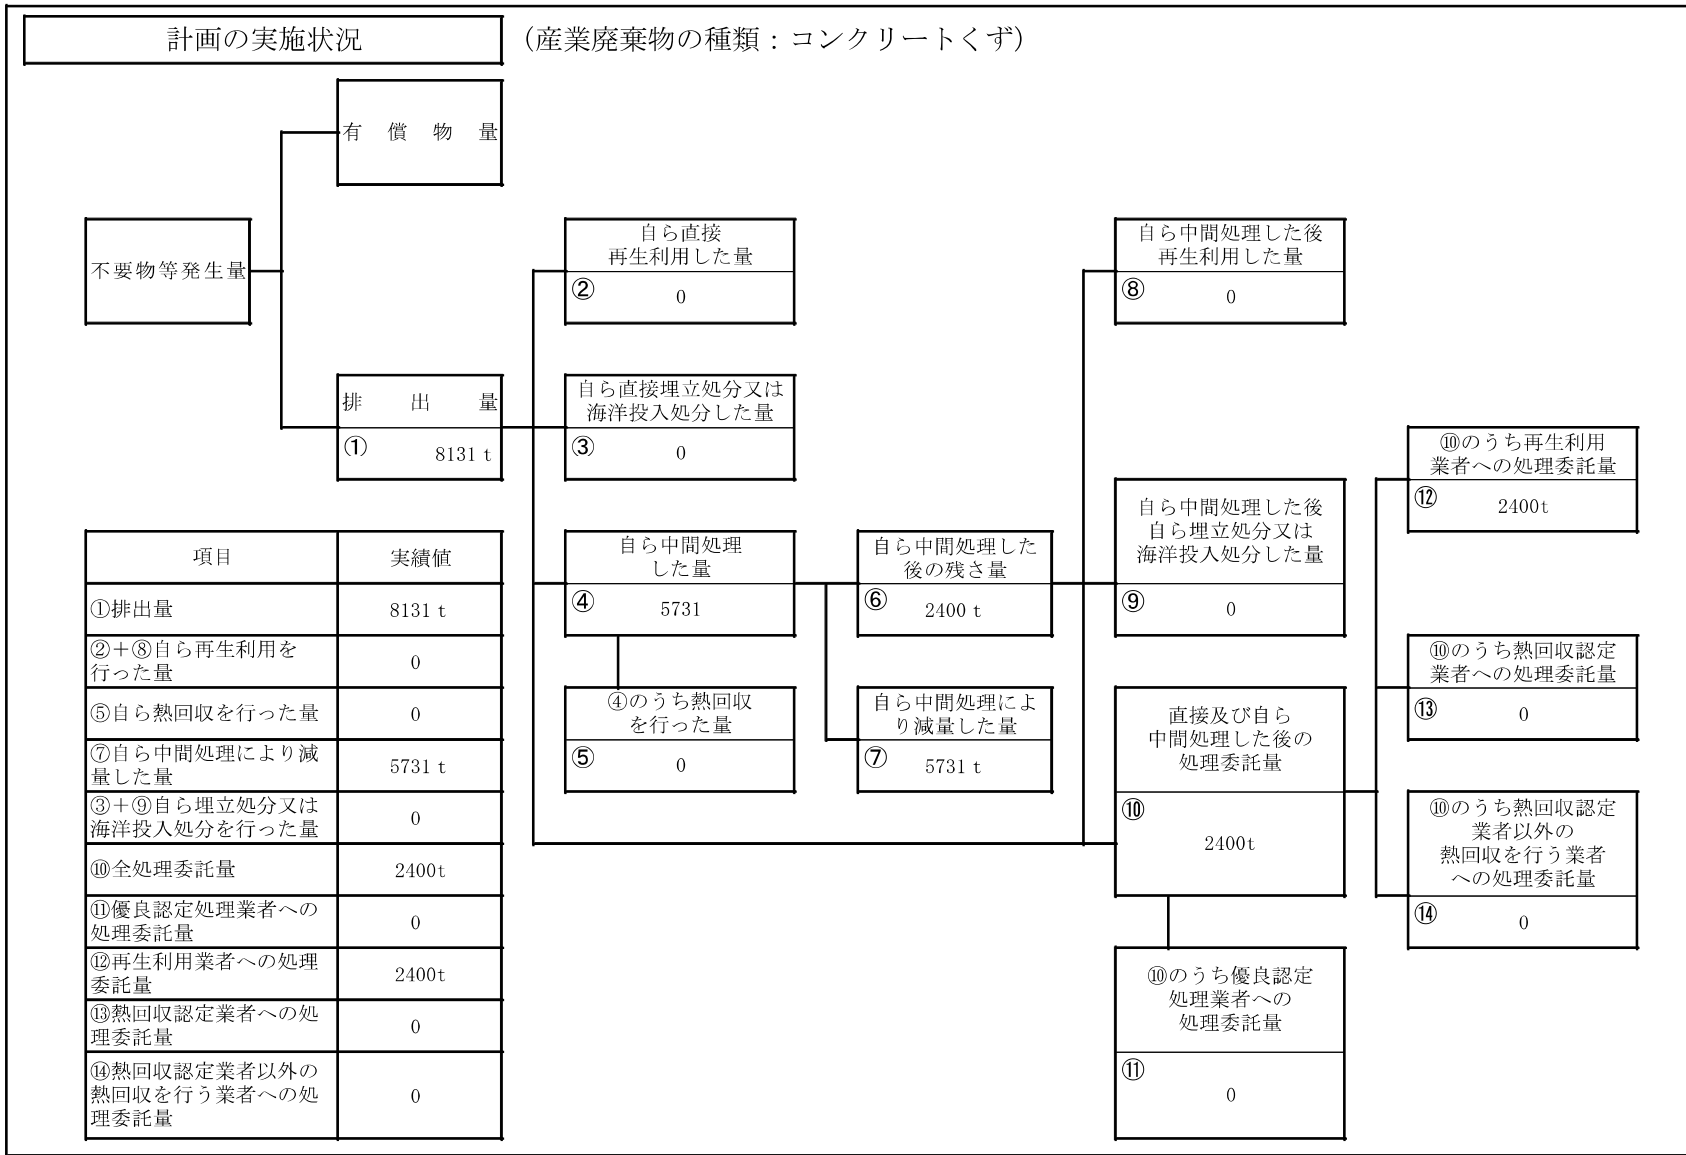 計画の実施状況
(産業廃棄物の種類：コンクリートくず)
有償物量
不要物等発生量
排出量
① 8131 t
自ら直接
再生利用した量
② 0
自ら直接埋立処分又は
海洋投入処分した量
③ 0
自ら中間処理
した量
④ 5731
④のうち熱回収
を行った量
⑤ 0
自ら中間処理した
後の残さ量
⑥ 2400 t
自ら中間処理によ
り減量した量
⑦ 5731 t
自ら中間処理した後
再生利用した量
⑧ 0
自ら中間処理した後
自ら埋立処分又は
海洋投入処分した量
⑨ 0
直接及び自ら
中間処理した後の
処理委託量
⑩
2400t
⑩のうち優良認定
処理業者への
処理委託量
⑪
0
⑩のうち再生利用
業者への処理委託量
⑫ 2400t
⑩のうち熱回収認定
業者への処理委託量
⑬ 0
⑩のうち熱回収認定
業者以外の
熱回収を行う業者
への処理委託量
⑭ 0
項目 実績値
①排出量 8131 t
②＋⑧自ら再生利用を
行った量 0
⑤自ら熱回収を行った量 0
⑦自ら中間処理により減
量した量 5731 t
③＋⑨自ら埋立処分又は
海洋投入処分を行った量 0
⑩全処理委託量 2400t
⑪優良認定処理業者への
処理委託量 0
⑫再生利用業者への処理
委託量 2400t
⑬熱回収認定業者への処
理委託量 0
⑭熱回収認定業者以外の
熱回収を行う業者への処
理委託量 0